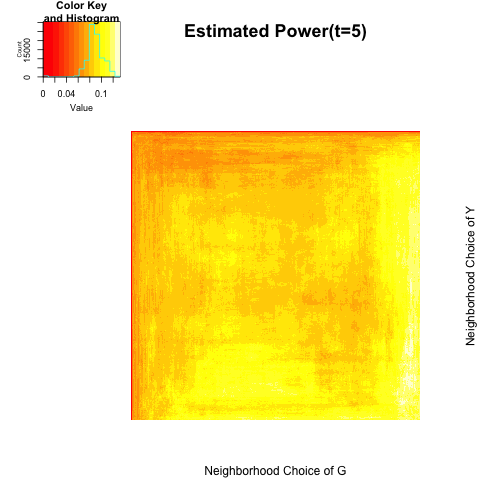 Color Key
and Histogram
Estimated Power(t=5)
Count
15000
0
0 0.04 0.1
Value
Neighborhood Choice of Y
Neighborhood Choice of G